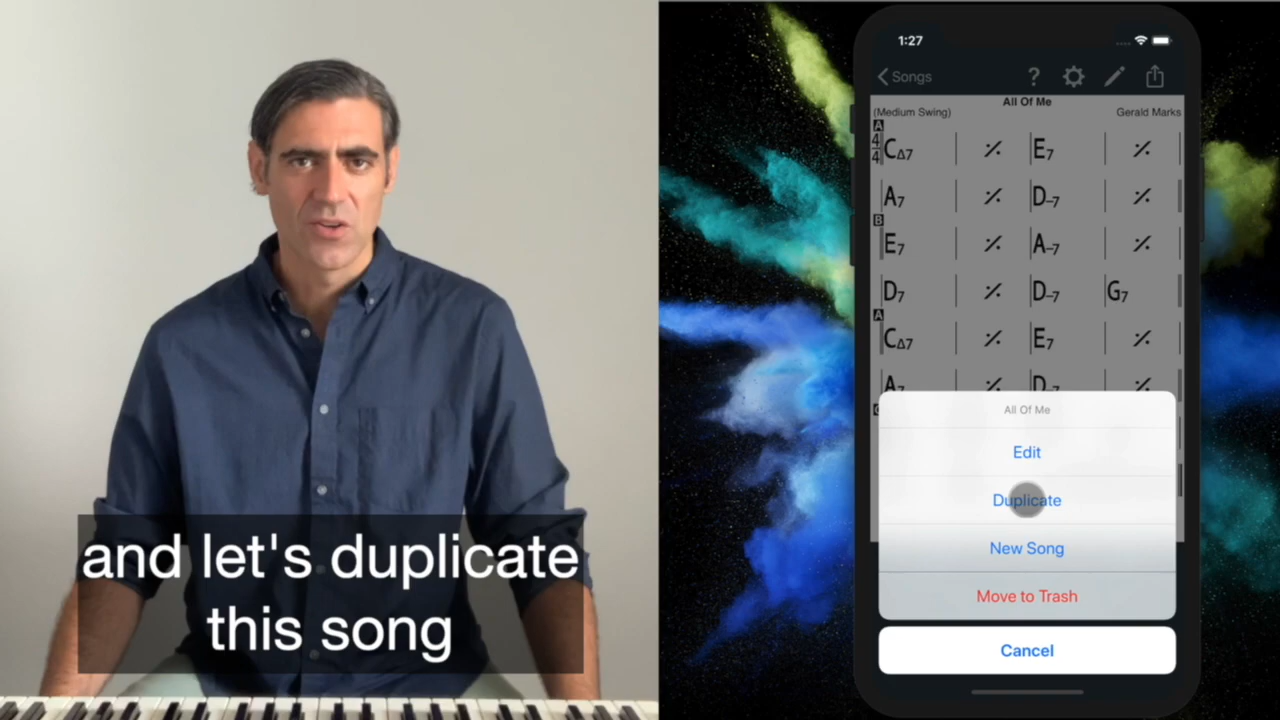 and let's duplicate
this song
1:27
Songs
?
All Of Me
(Medium Swing)
Gerald Marks
A
4
4
CΔ7 | 𝄎 | E7 | 𝄎
A7 | 𝄎 | D–7 | 𝄎
B
E7 | 𝄎 | A–7 | 𝄎
D7 | 𝄎 | D–7 | G7
A
CΔ7 | 𝄎 | E7 | 𝄎
A7 | 𝄎 | D–7 | 𝄎
All Of Me
Edit
Duplicate
New Song
Move to Trash
Cancel